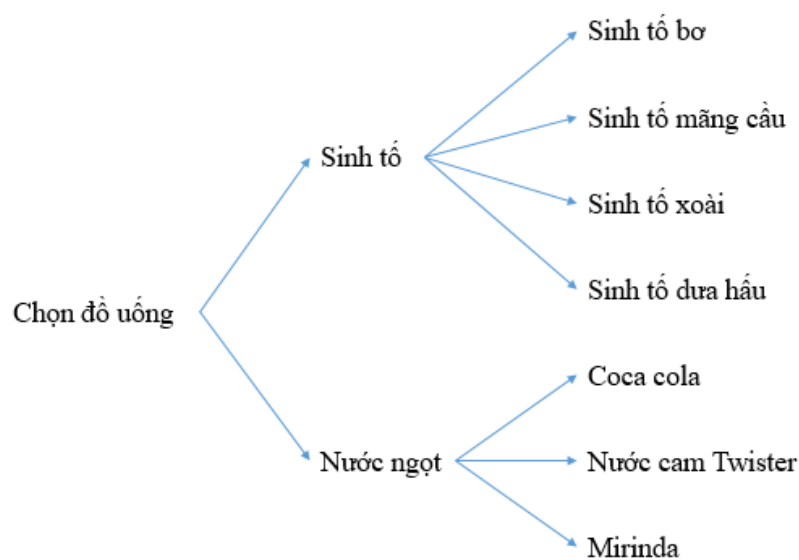 Sinh tố bơ
Sinh tố mãng cầu
Sinh tố
Sinh tố xoài
Sinh tố dưa hấu
Chọn đồ uống
Coca cola
Nước ngọt
Nước cam Twister
Mirinda